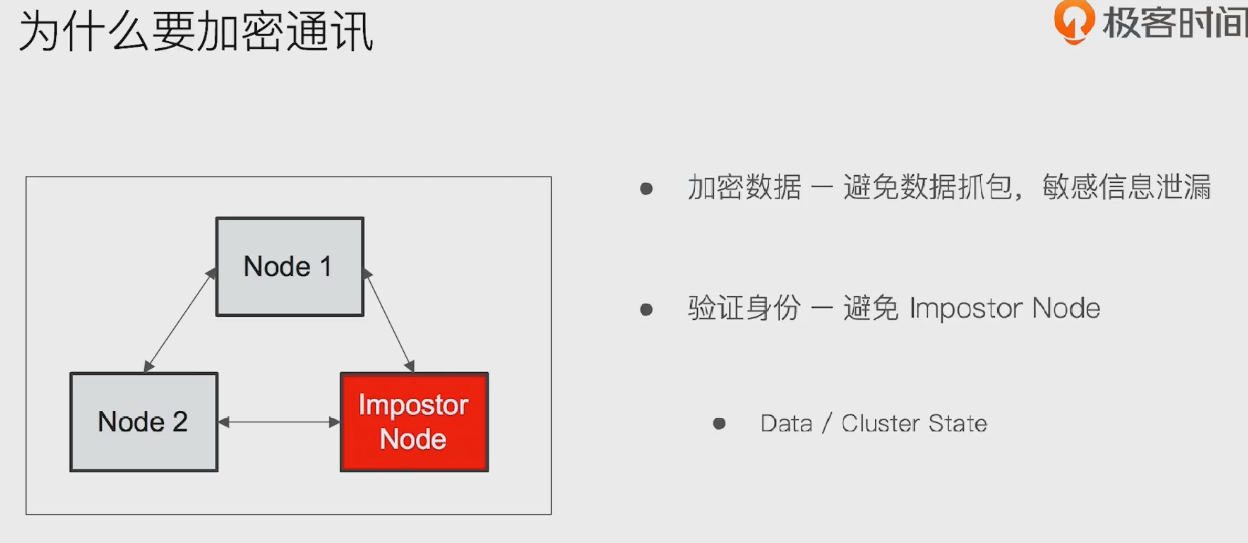 为什么要加密通讯
极客时间
Node 1
Node 2
Impostor
Node
加密数据 — 避免数据抓包，敏感信息泄漏
验证身份 — 避免 Impostor Node
Data / Cluster State